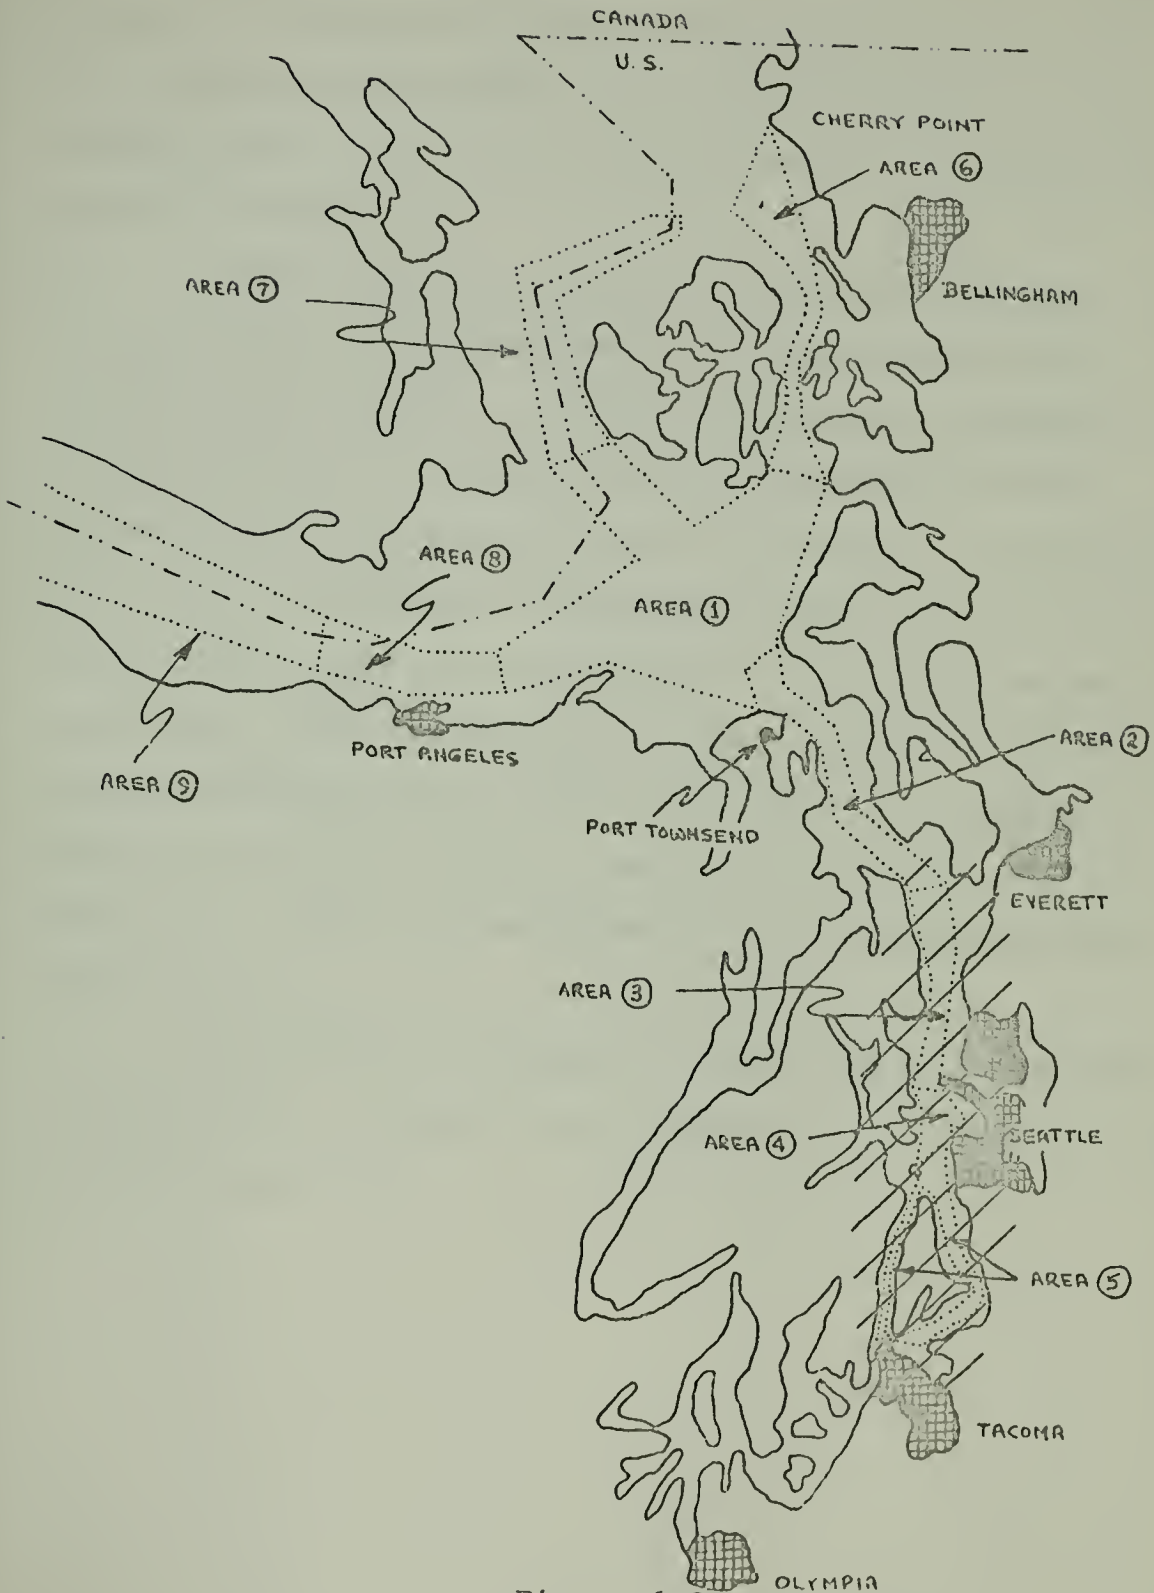 CANADA
U.S.
CHERRY POINT
AREA 6
AREA 7
BELLINGHAM
AREA 8
AREA 1
AREA 2
PORT ANGELES
AREA 9
PORT TOWNSEND
EVERETT
AREA 3
AREA 4
SEATTLE
AREA 5
TACOMA
OLYMPIA